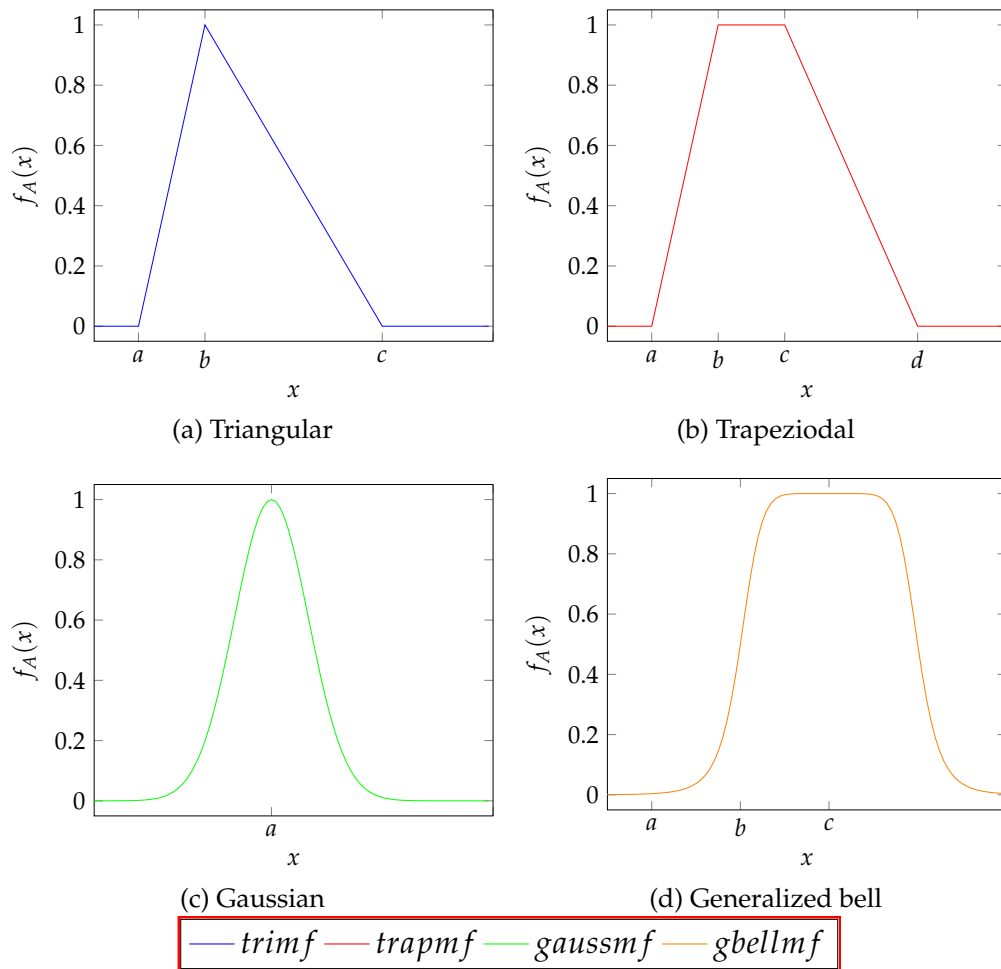 1
0.8
0.6
0.4
0.2
0
f_A(x)
a b c
x
(a) Triangular
1
0.8
0.6
0.4
0.2
0
f_A(x)
a b c d
x
(b) Trapeziodal
1
0.8
0.6
0.4
0.2
0
f_A(x)
a
x
(c) Gaussian
1
0.8
0.6
0.4
0.2
0
f_A(x)
a b c
x
(d) Generalized bell
trimf trapmf gaussmf gbellmf